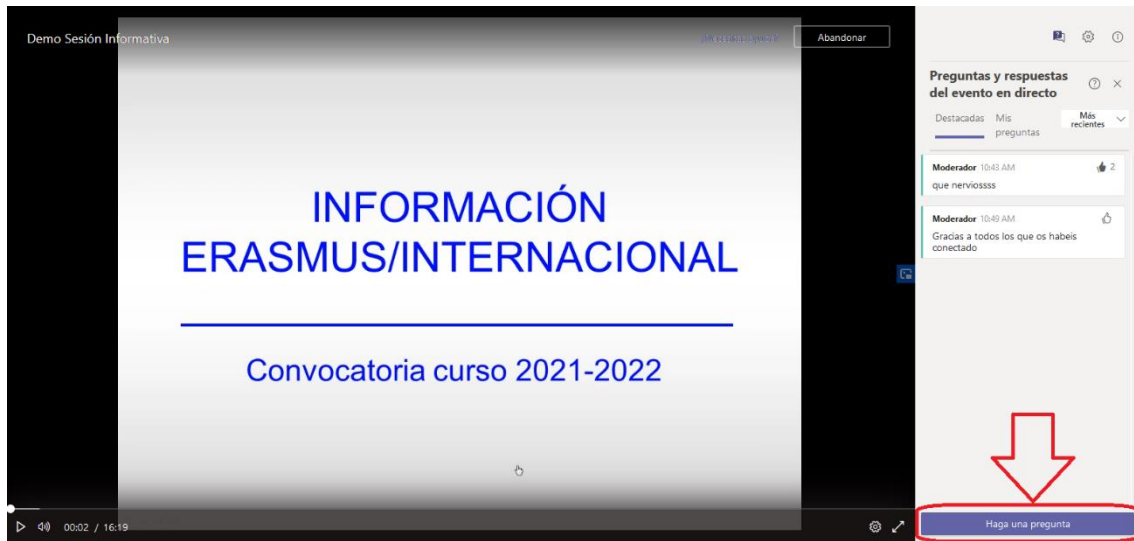 Demo Sesión Informativa
Abandonar
INFORMACIÓN
ERASMUS/INTERNACIONAL
Convocatoria curso 2021-2022
00:02 / 16:19
Preguntas y respuestas
del evento en directo
Destacadas
Mis
preguntas
Más
recientes
Moderador 10:43 AM
2
que nerviossss
Moderador 10:49 AM
Gracias a todos los que os habeis
conectado
Haga una pregunta